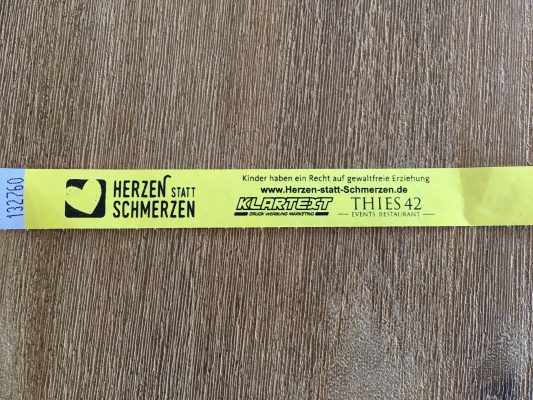 132760
HERZEN STATT
SCHMERZEN
Kinder haben ein Recht auf gewaltfreie Erziehung
www.Herzen-statt-Schmerzen.de
KLARTEXT
DRUCK WERBUNG MARKETING
THIES 42
EVENTS RESTAURANT